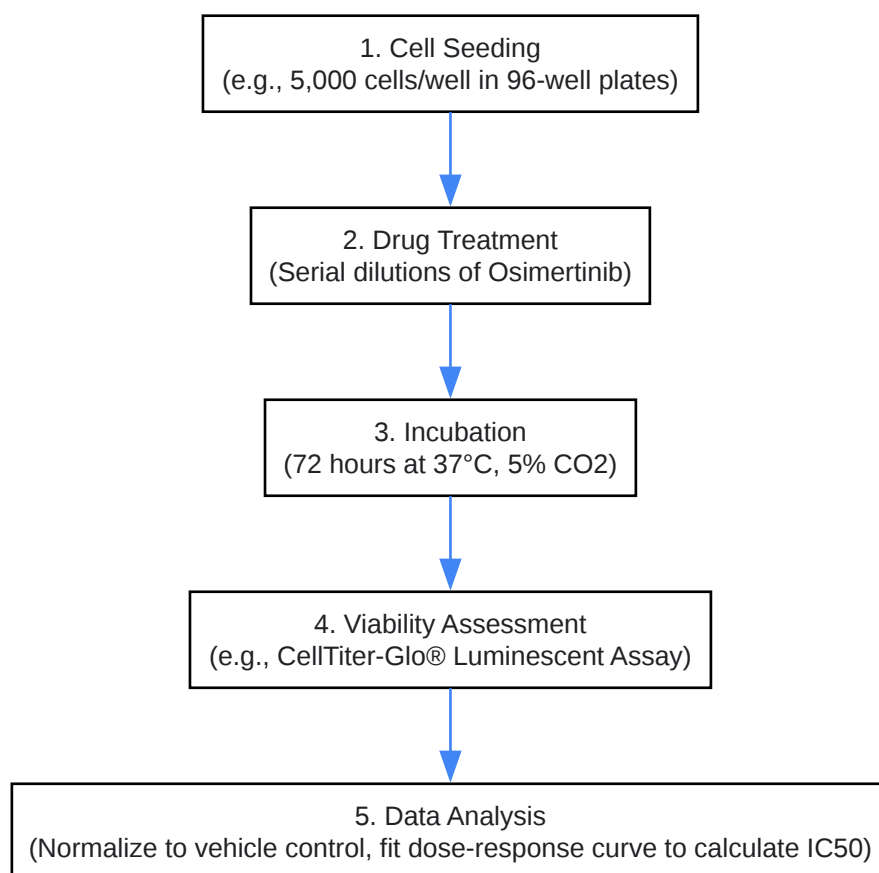 1. Cell Seeding
(e.g., 5,000 cells/well in 96-well plates)
2. Drug Treatment
(Serial dilutions of Osimertinib)
3. Incubation
(72 hours at 37°C, 5% CO2)
4. Viability Assessment
(e.g., CellTiter-Glo® Luminescent Assay)
5. Data Analysis
(Normalize to vehicle control, fit dose-response curve to calculate IC50)